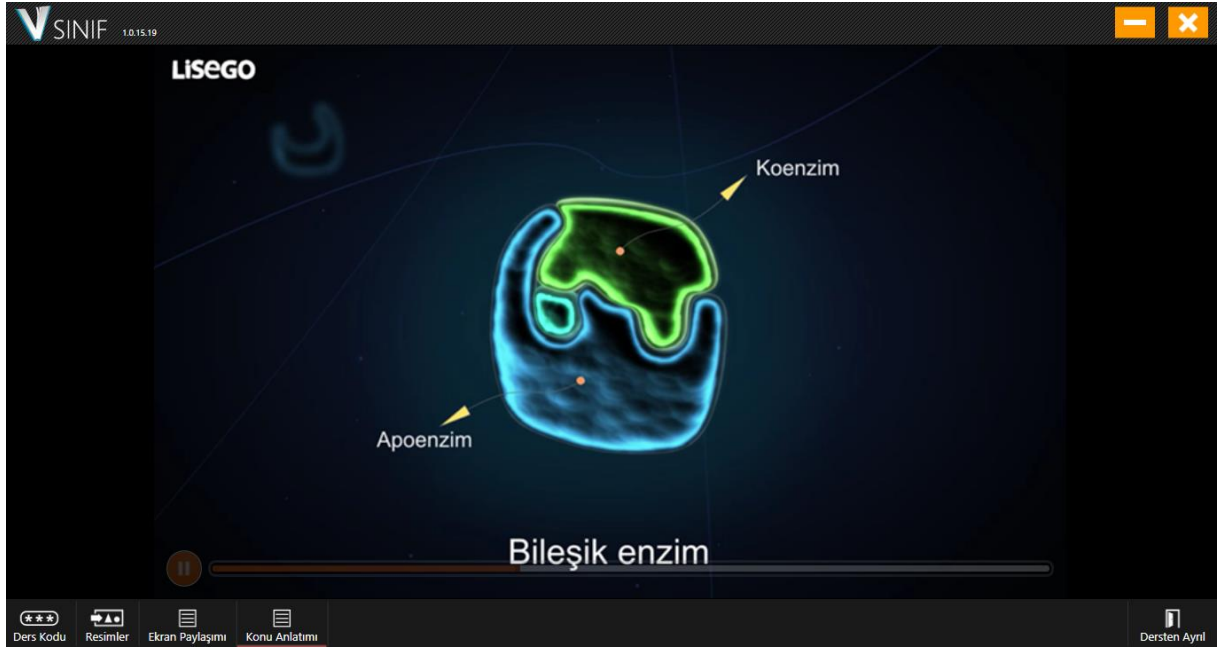 V SINIF 1.0.15.19
LiseGO
Koenzim
Apoenzim
Bileşik enzim
Ders Kodu
Resimler
Ekran Paylaşımı
Konu Anlatımı
Dersten Ayrıl